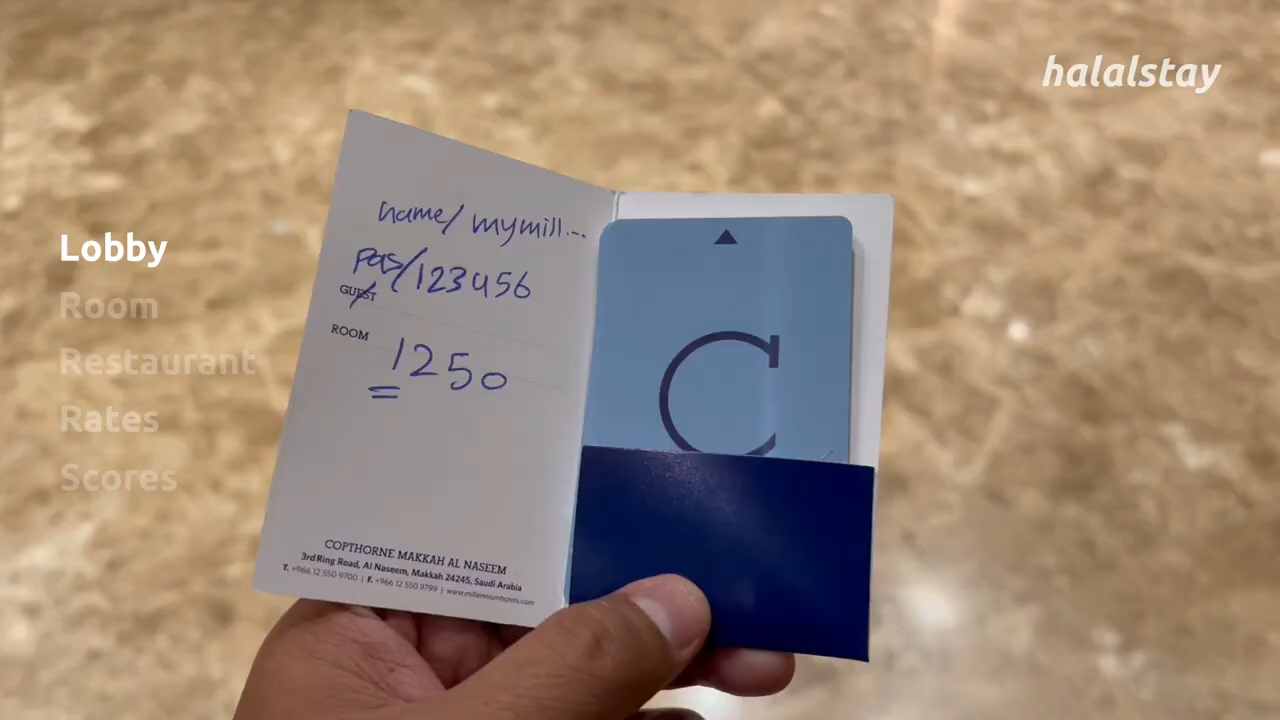 halalstay
Lobby
Room
Restaurant
Rates
Scores
name/ mymill...
pas/123456
GUEST
ROOM
1250
COPTHORNE MAKKAH AL NASEEM
3rd Ring Road, Al Naseem, Makkah 24245, Saudi Arabia
T. +966 12 550 9700 | F. +966 12 550 9799 | www.millenniumhotels.com
C